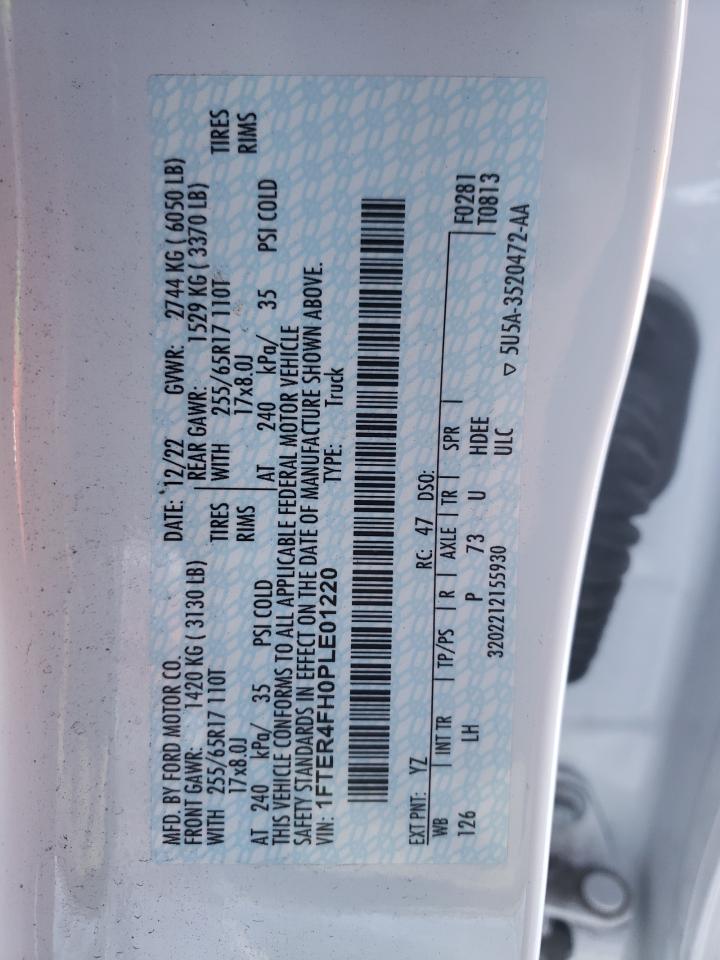 MFD. BY FORD MOTOR CO. DATE: 12/22 GVWR: 2744 KG ( 6050 LB)
FRONT GAWR: 1420 KG ( 3130 LB) REAR GAWR: 1529 KG ( 3370 LB)
WITH 255/65R17 110T TIRES WITH 255/65R17 110T TIRES
17x8.0J RIMS 17x8.0J RIMS
AT 240 kPa/ 35 PSI COLD AT 240 kPa/ 35 PSI COLD
THIS VEHICLE CONFORMS TO ALL APPLICABLE FEDERAL MOTOR VEHICLE
SAFETY STANDARDS IN EFFECT ON THE DATE OF MANUFACTURE SHOWN ABOVE.
VIN: 1FTER4FH0PLE01220 TYPE: Truck
EXT PNT: YZ RC: 47 DSO:
WB | INT TR | TP/PS | R | AXLE | TR | SPR | F0281
126 LH P 73 U HDEE T0813
3202212155930 ULC ▽ 5U5A-3520472-AA